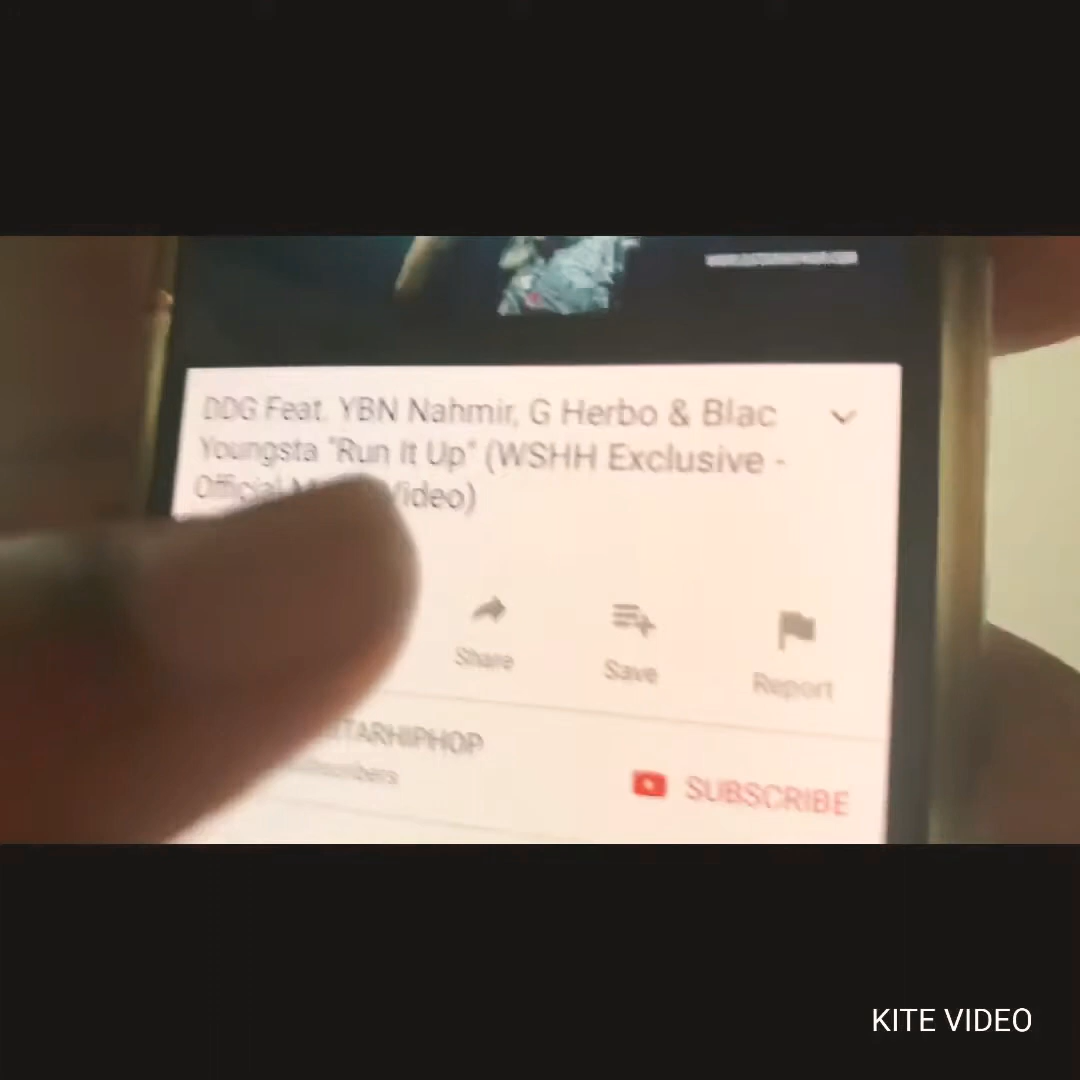 DDG Feat. YBN Nahmir, G Herbo & Blac
Youngsta "Run It Up" (WSHH Exclusive -
Official Video)
Share
Save
Report
SUBSCRIBE
KITE VIDEO